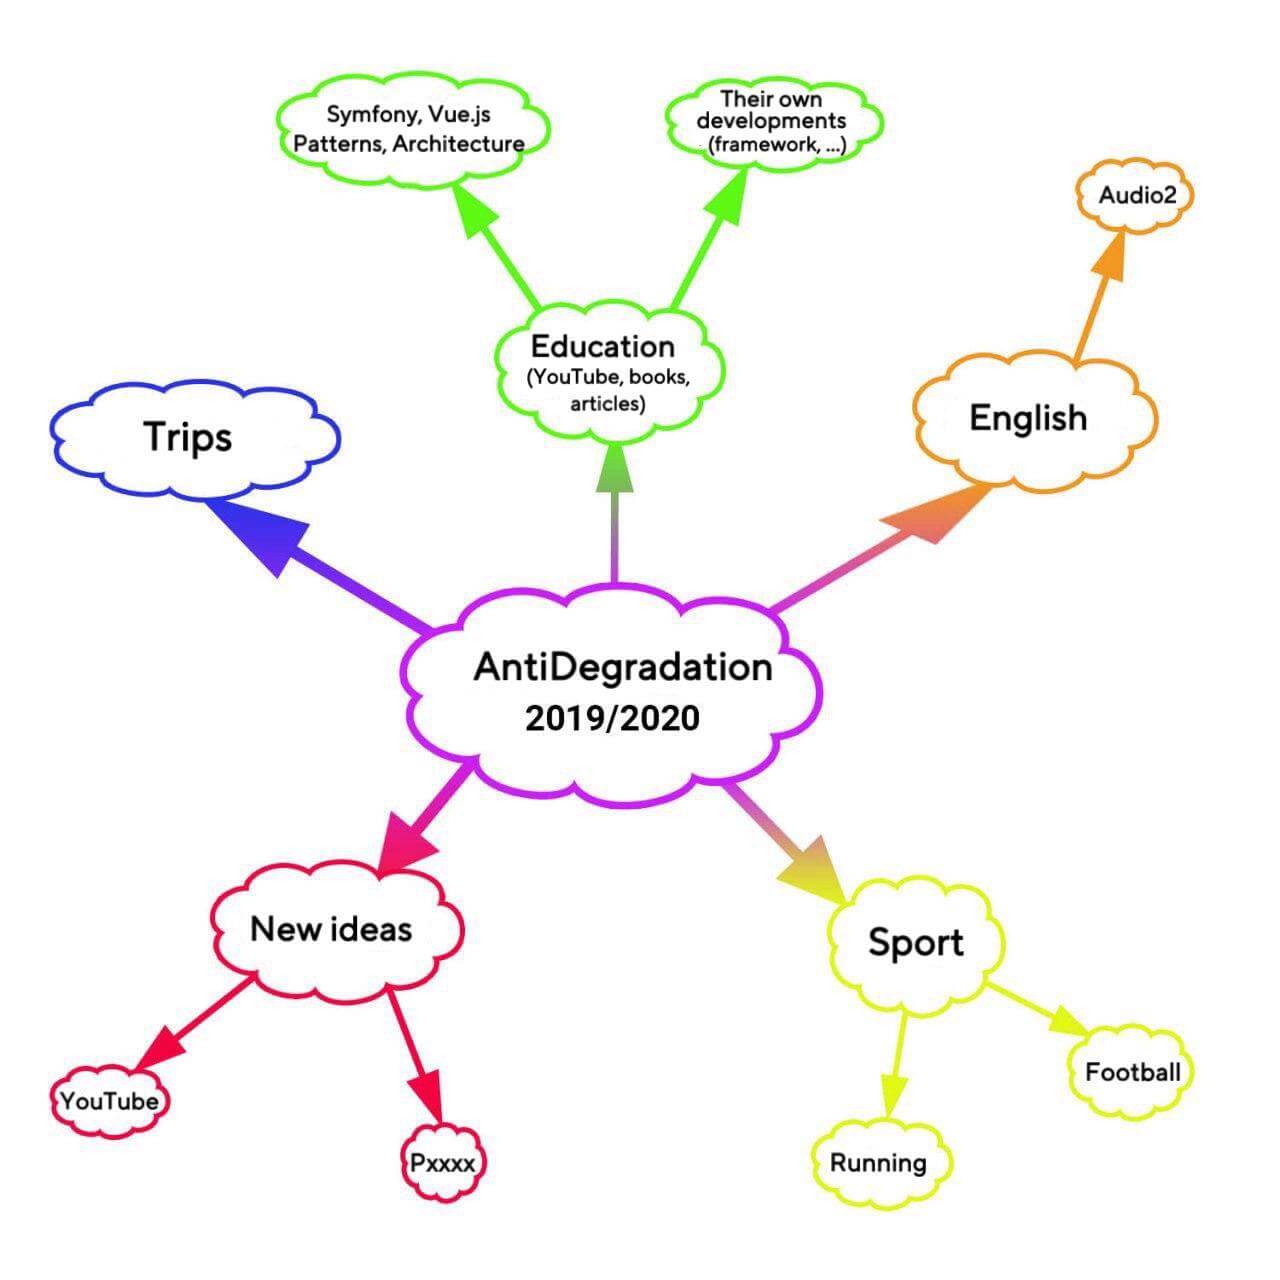 Symfony, Vue.js
Patterns, Architecture
Their own
developments
(framework, ...)
Audio2
Education
(YouTube, books,
articles)
English
Trips
AntiDegradation
2019/2020
New ideas
Sport
YouTube
Pxxxx
Football
Running